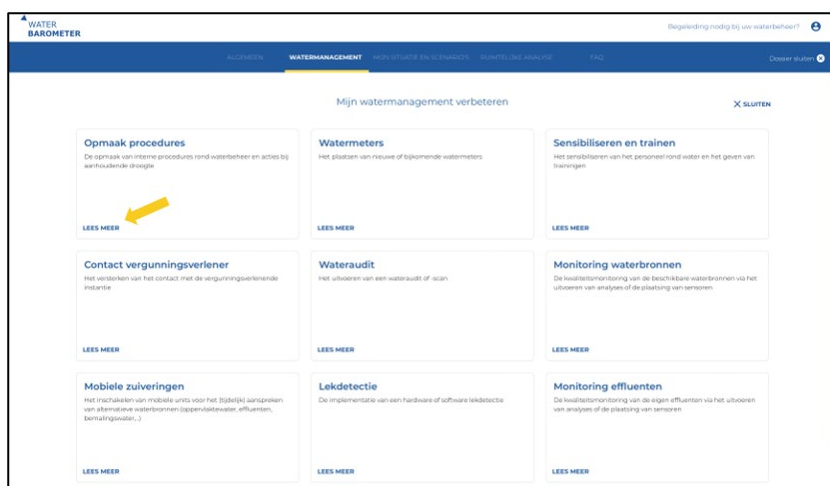 WATER
BAROMETER
Begeleiding nodig bij uw waterbeheer?
ALGEMEEN WATERMANAGEMENT MIJN SITUATIE EN SCENARIO'S RUIMTELIJKE ANALYSE FAQ
Dossier sluiten
Mijn watermanagement verbeteren
SLUITEN
Opmaak procedures
De opmaak van interne procedures rond waterbeheer en acties bij
aanhoudende droogte
LEES MEER
Watermeters
Het plaatsen van nieuwe of bijkomende watermeters
LEES MEER
Sensibiliseren en trainen
Het sensibiliseren van het personeel rond water en het geven van
trainingen
LEES MEER
Contact vergunningsverlener
Het versterken van het contact met de vergunningsverlenende
instantie
LEES MEER
Wateraudit
Het uitvoeren van een wateraudit of -scan
LEES MEER
Monitoring waterbronnen
De kwaliteitsmonitoring van de beschikbare waterbronnen via het
uitvoeren van analyses of de plaatsing van sensoren
LEES MEER
Mobiele zuiveringen
Het inschakelen van mobiele units voor het (tijdelijk) aanspreken
van alternatieve waterbronnen (oppervlaktewater, effluenten,
bemalingswater,..)
LEES MEER
Lekdetectie
De implementatie van een hardware of software lekdetectie
LEES MEER
Monitoring effluenten
De kwaliteitsmonitoring van de eigen effluenten via het uitvoeren
van analyses of de plaatsing van sensoren
LEES MEER